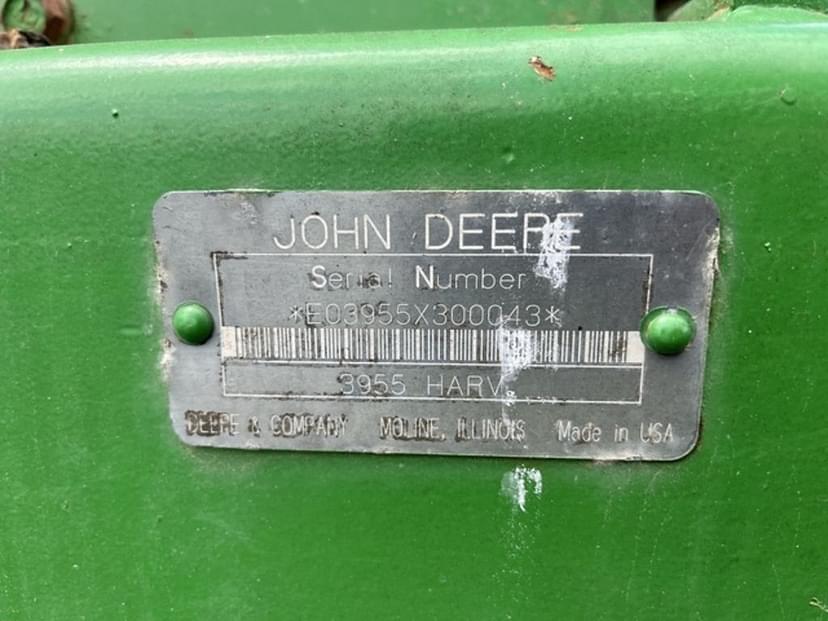 JOHN DEERE
Serial Number
*E03955X300043*
3955 HARV.
DEERE & COMPANY MOLINE, ILLINOIS Made in USA